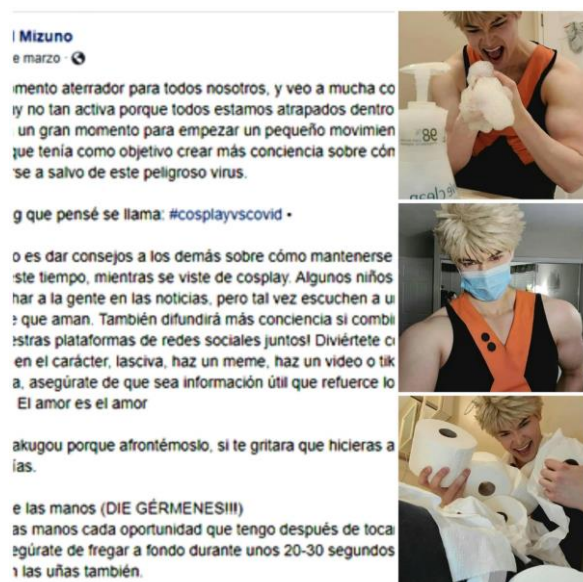 l Mizuno
e marzo ·
omento aterrador para todos nosotros, y veo a mucha co
y no tan activa porque todos estamos atrapados dentro
un gran momento para empezar un pequeño movimien
que tenía como objetivo crear más conciencia sobre cón
rse a salvo de este peligroso virus.
g que pensé se llama: #cosplayvscovid •
o es dar consejos a los demás sobre cómo mantenerse
este tiempo, mientras se viste de cosplay. Algunos niños
har a la gente en las noticias, pero tal vez escuchen a u
e que aman. También difundirá más conciencia si combi
estras plataformas de redes sociales juntos! Diviértete c
en el carácter, lasciva, haz un meme, haz un video o tik
a, asegúrate de que sea información útil que refuerce lo
El amor es el amor
akugou porque afrontémoslo, si te gritara que hicieras a
ías.
e las manos (DIE GÉRMENES!!!)
as manos cada oportunidad que tengo después de tocar
egúrate de fregar a fondo durante unos 20-30 segundos
n las uñas también.